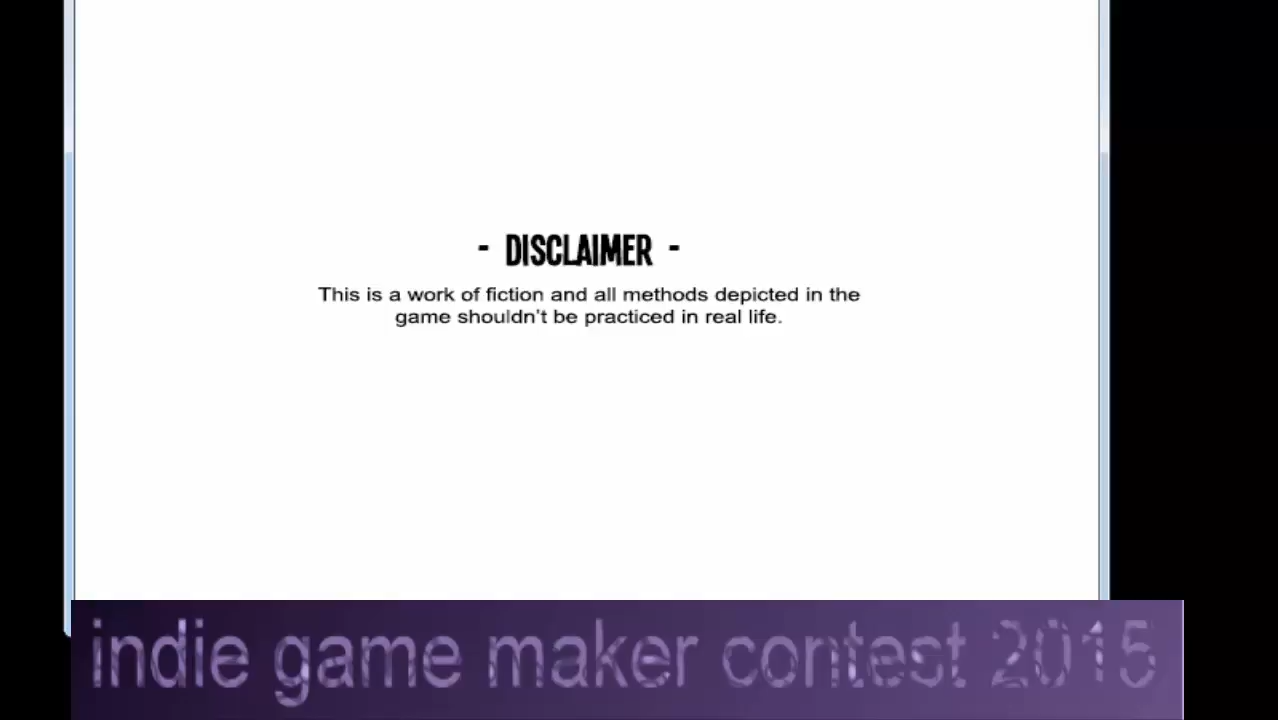 - DISCLAIMER -
This is a work of fiction and all methods depicted in the
game shouldn't be practiced in real life.
indie game maker contest 2015